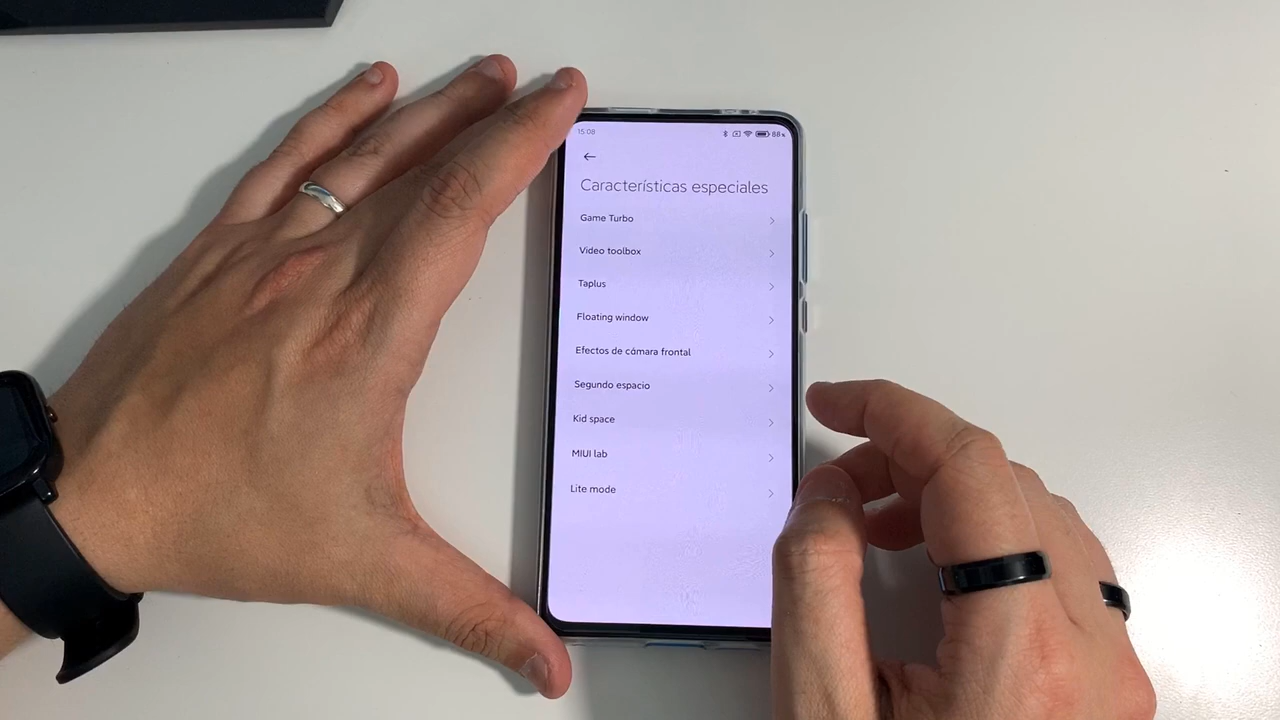 15:08
88%
Características especiales
Game Turbo
Video toolbox
Taplus
Floating window
Efectos de cámara frontal
Segundo espacio
Kid space
MIUI lab
Lite mode